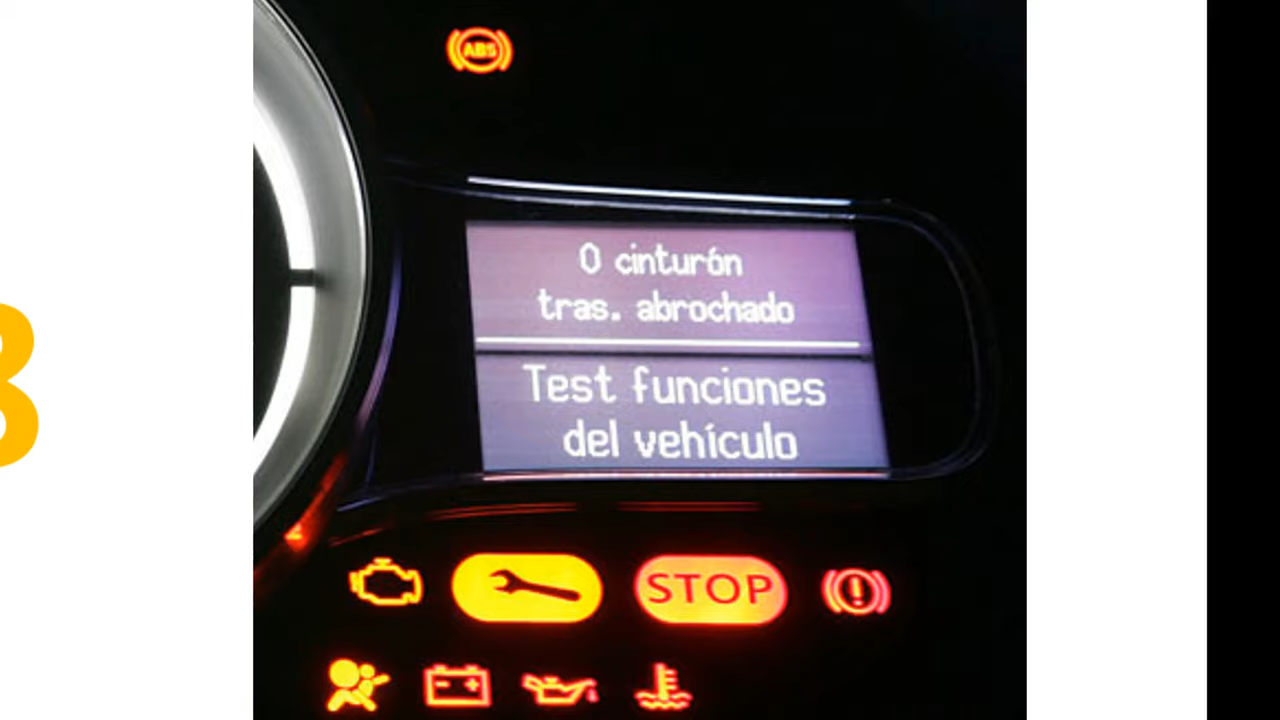 ABS
0 cinturón
tras. abrochado
Test funciones
del vehículo
STOP